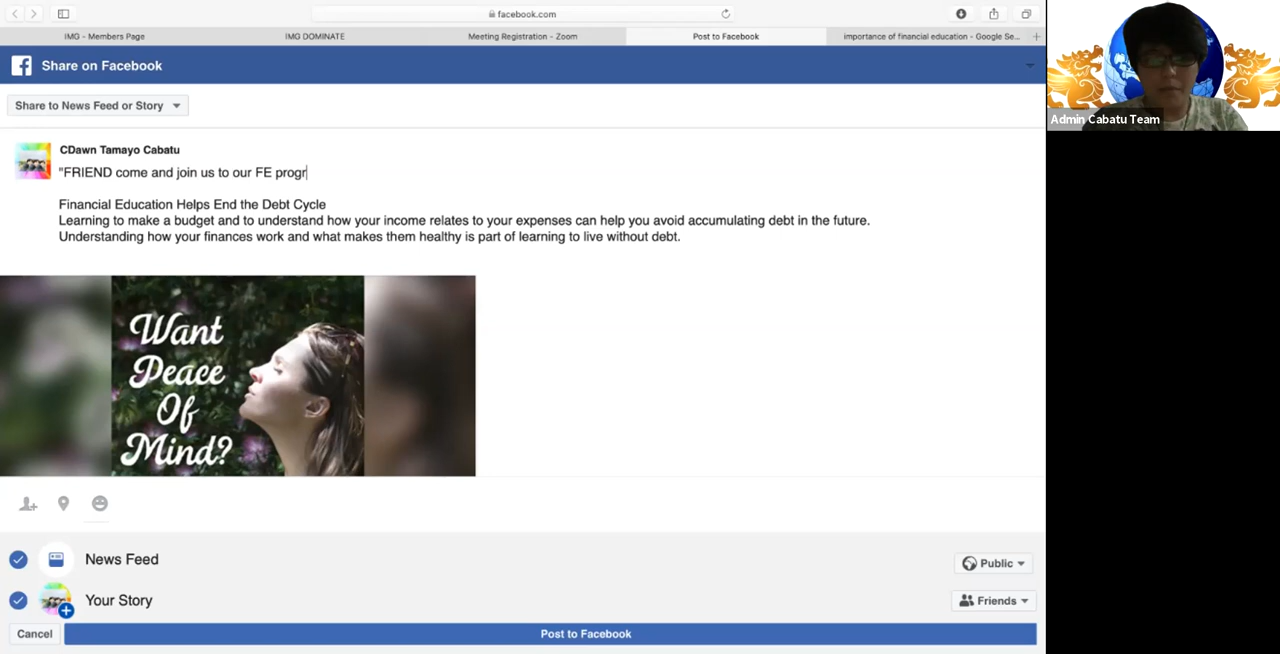 facebook.com
IMG - Members Page
IMG DOMINATE
Meeting Registration - Zoom
Post to Facebook
importance of financial education - Google Se...
Share on Facebook
Share to News Feed or Story
CDawn Tamayo Cabatu
"FRIEND come and join us to our FE progr
Financial Education Helps End the Debt Cycle
Learning to make a budget and to understand how your income relates to your expenses can help you avoid accumulating debt in the future.
Understanding how your finances work and what makes them healthy is part of learning to live without debt.
Want
Peace
Of
Mind?
News Feed
Public
Your Story
Friends
Cancel
Post to Facebook
Admin Cabatu Team